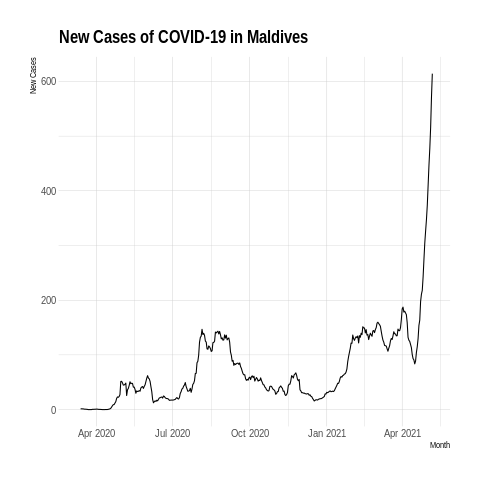 New Cases of COVID-19 in Maldives
New Cases
600
400
200
0
Apr 2020 Jul 2020 Oct 2020 Jan 2021 Apr 2021
Month